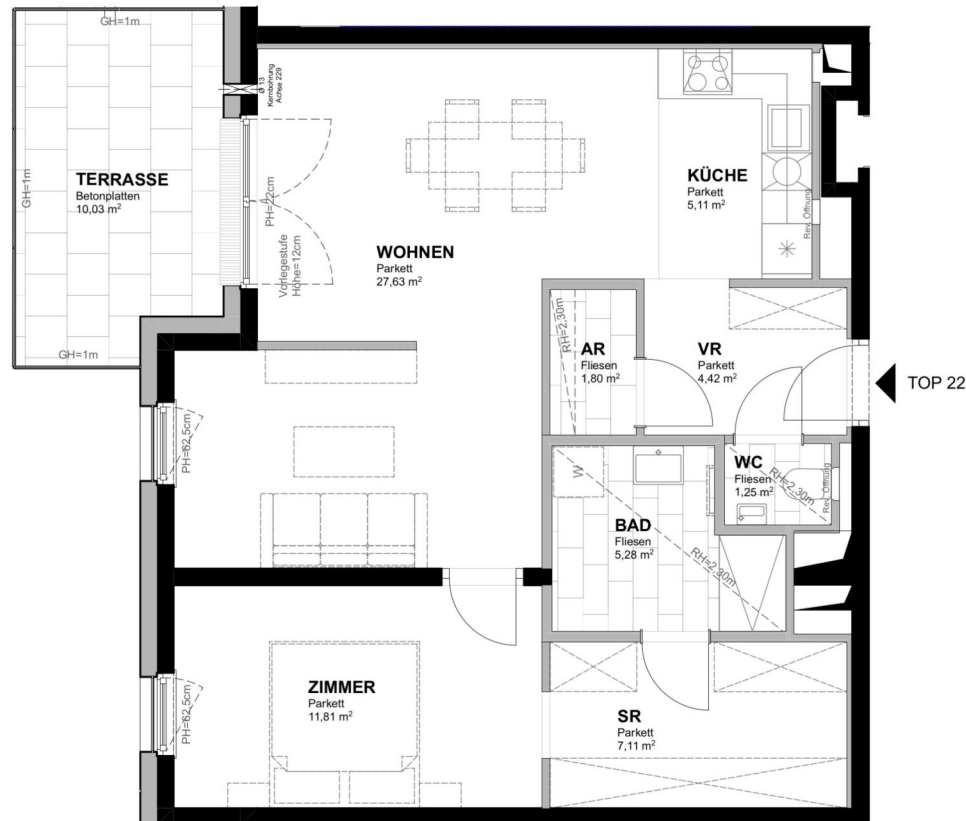 GH=1m
Ø 13
Kernbohrung
Achse 229
GH=1m
TERRASSE
Betonplatten
10,03 m²
PH=22cm
Vorlegestufe
Höhe=12cm
GH=1m
KÜCHE
Parkett
5,11 m²
Rev. Öffnung
WOHNEN
Parkett
27,63 m²
RH=2,30m
AR
Fliesen
1,80 m²
VR
Parkett
4,42 m²
TOP 22
PH=62,5cm
W
WC
Fliesen
1,25 m²
RH=2,30m
Rev. Öffnung
BAD
Fliesen
5,28 m²
RH=2,30m
PH=62,5cm
ZIMMER
Parkett
11,81 m²
SR
Parkett
7,11 m²